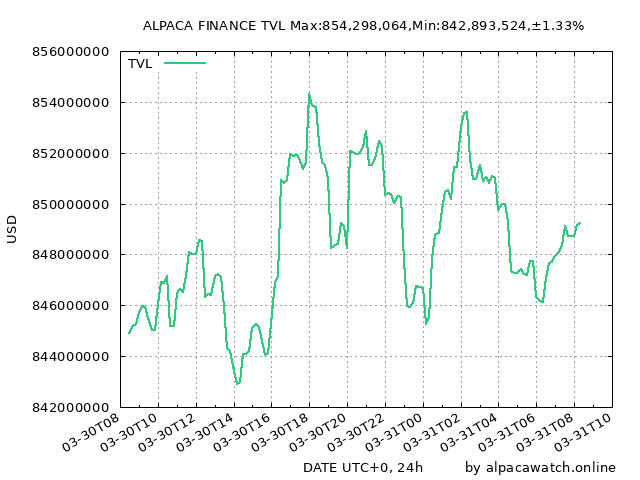 ALPACA FINANCE TVL Max:854,298,064,Min:842,893,524,±1.33%
856000000
TVL
854000000
852000000
850000000
USD
848000000
846000000
844000000
842000000
03-30T08
03-30T10
03-30T12
03-30T14
03-30T16
03-30T18
03-30T20
03-30T22
03-31T00
03-31T02
03-31T04
03-31T06
03-31T08
03-31T10
DATE UTC+0, 24h
by alpacawatch.online